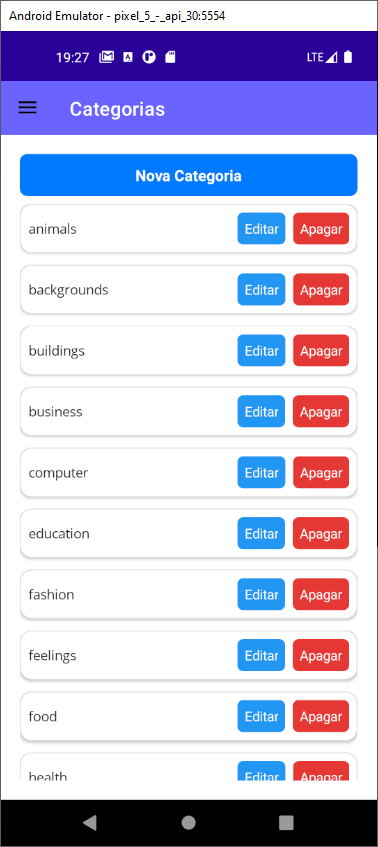 Android Emulator - pixel_5_-_api_30:5554
19:27 LTE
Categorias
Nova Categoria
animals Editar Apagar
backgrounds Editar Apagar
buildings Editar Apagar
business Editar Apagar
computer Editar Apagar
education Editar Apagar
fashion Editar Apagar
feelings Editar Apagar
food Editar Apagar
health Editar Apagar